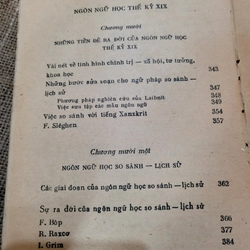 NGÔN NGỮ HỌC THẾ KỶ XIX
Chương mười
NHỮNG TIỀN ĐỀ RA ĐỜI CỦA NGÔN NGỮ HỌC
THẾ KỶ XIX
Vài nét về tình hình chính trị — xã hội, tư tưởng,
khoa học 343
Những bước sửa soạn cho ngữ pháp so sánh —
lịch sử 347
Phương pháp nghiên cứu của Leibnit 348
Việc sưu tập các mẫu ngôn ngữ 349
Việc so sánh với tiếng Xanxkrit 354
F. Slêghen 357
Chương mười một
NGÔN NGỮ HỌC SO SÁNH — LỊCH SỬ
Các giai đoạn của ngôn ngữ học so sánh — lịch sử 362
Sự ra đời của ngôn ngữ học so sánh — lịch sử 366
F. Bôp 377
R. Raxcơ 384
I. Grim